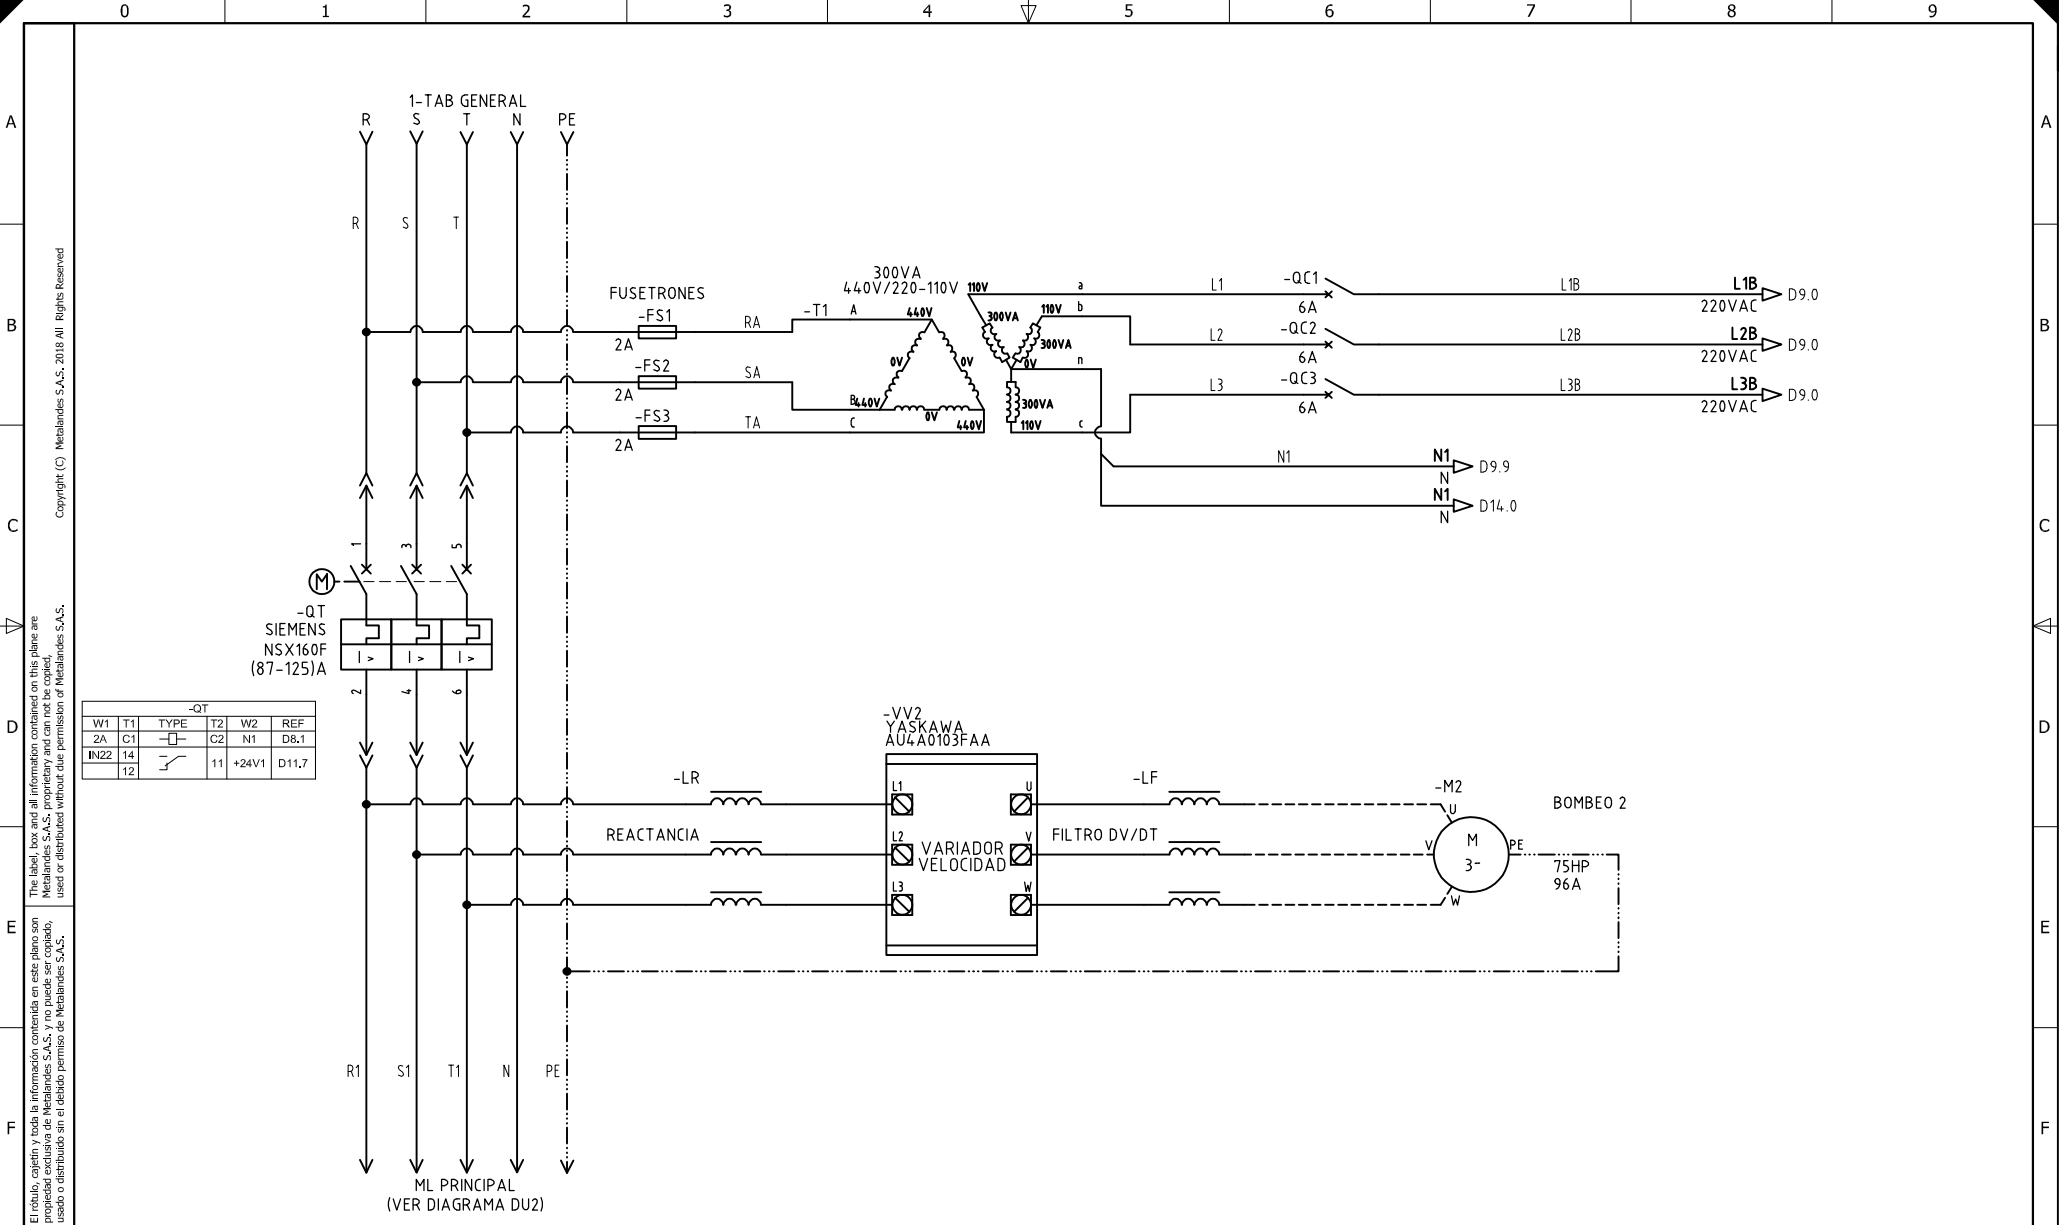 0 1 2 3 4 5 6 7 8 9
A A
B B
C C
D D
E E
F F
1-TAB GENERAL
R S T N PE
R S T
FUSETRONES
-FS1
2A
RA
-FS2
2A
SA
-FS3
2A
TA
300VA
440V/220-110V
-T1
A
440V
0V
0V
B
440V
0V
C
440V
110V
a
300VA
110V
b
300VA
0V
n
300VA
110V
c
L1
-QC1
6A
L1B
L1B
220VAC
D9.0
L2
-QC2
6A
L2B
L2B
220VAC
D9.0
L3
-QC3
6A
L3B
L3B
220VAC
D9.0
N1
N1
N
D9.9
N1
N
D14.0
1 3 5
M
-QT
SIEMENS
NSX160F
(87-125)A
I > I > I >
2 4 6
-QT
W1 T1 TYPE T2 W2 REF
2A C1 C2 N1 D8.1
IN22 14 11 +24V1 D11.7
12
-VV2
YASKAWA
AU4A0103FAA
-LR
REACTANCIA
L1
L2
L3
VARIADOR
VELOCIDAD
U
V
W
-LF
FILTRO DV/DT
-M2
U
V
W
M
3~
PE
BOMBEO 2
75HP
96A
R1 S1 T1 N PE
ML PRINCIPAL
(VER DIAGRAMA DU2)
Copyright (C) Metalandes S.A.S. 2018 All Rights Reserved
The label, box and all information contained on this plane are
Metalandes S.A.S. proprietary and can not be copied,
used or distributed without due permission of Metalandes S.A.S.
El rótulo, cajetín y toda la información contenida en este plano son
propiedad exclusiva de Metalandes S.A.S. y no puede ser copiado,
usado o distribuido sin el debido permiso de Metalandes S.A.S.